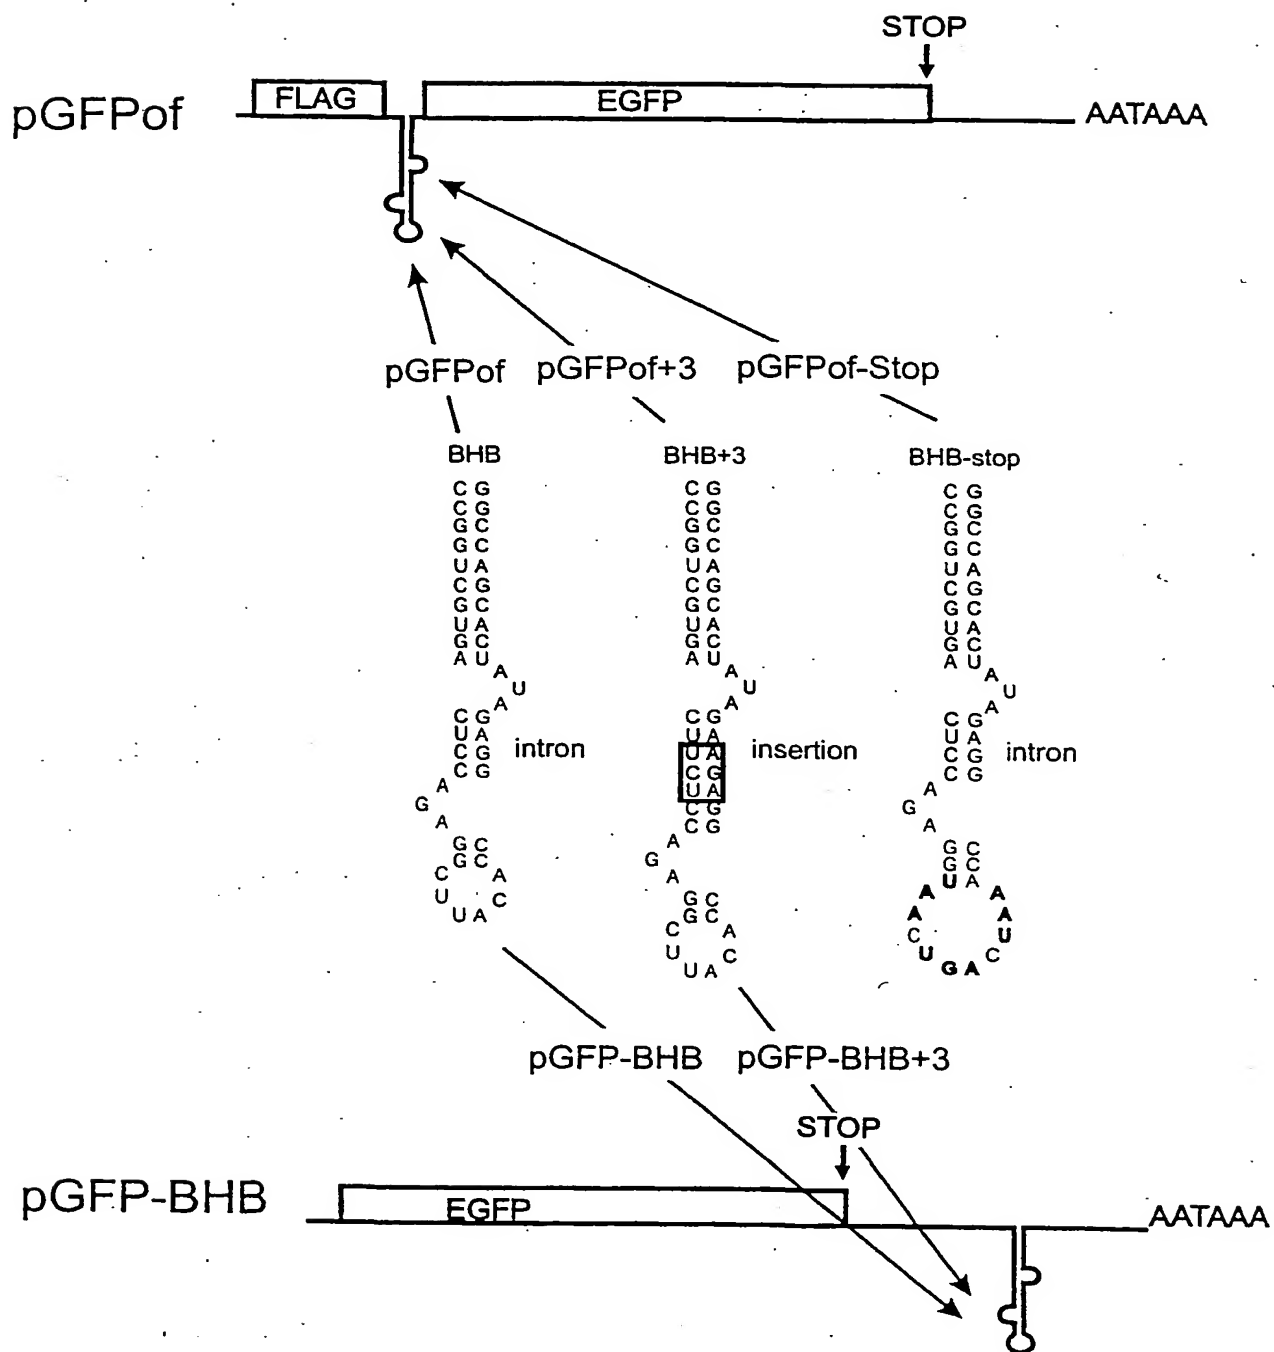 STOP
FLAG
EGFP
pGFPof
AATAAA
pGFPof
pGFPof+3
pGFPof-Stop
BHB
C G
C G
G C
G C
U A
C G
G C
U A
G C
A U
A
U
A
C G
U A
C G
C G
intron
A
G
A
G C
G C
C A
U C
U A
BHB+3
C G
C G
G C
G C
U A
C G
G C
U A
G C
A U
A
U
A
C G
U A
U A
C G
U A
C G
C G
insertion
A
G
A
G C
G C
C A
U C
U A
BHB-stop
C G
C G
G C
G C
U A
C G
G C
U A
G C
A U
A
U
A
C G
U A
C G
C G
intron
A
G
A
G C
G C
U A
A A
A A
C U
U C
G A
pGFP-BHB
pGFP-BHB+3
STOP
pGFP-BHB
EGFP
AATAAA